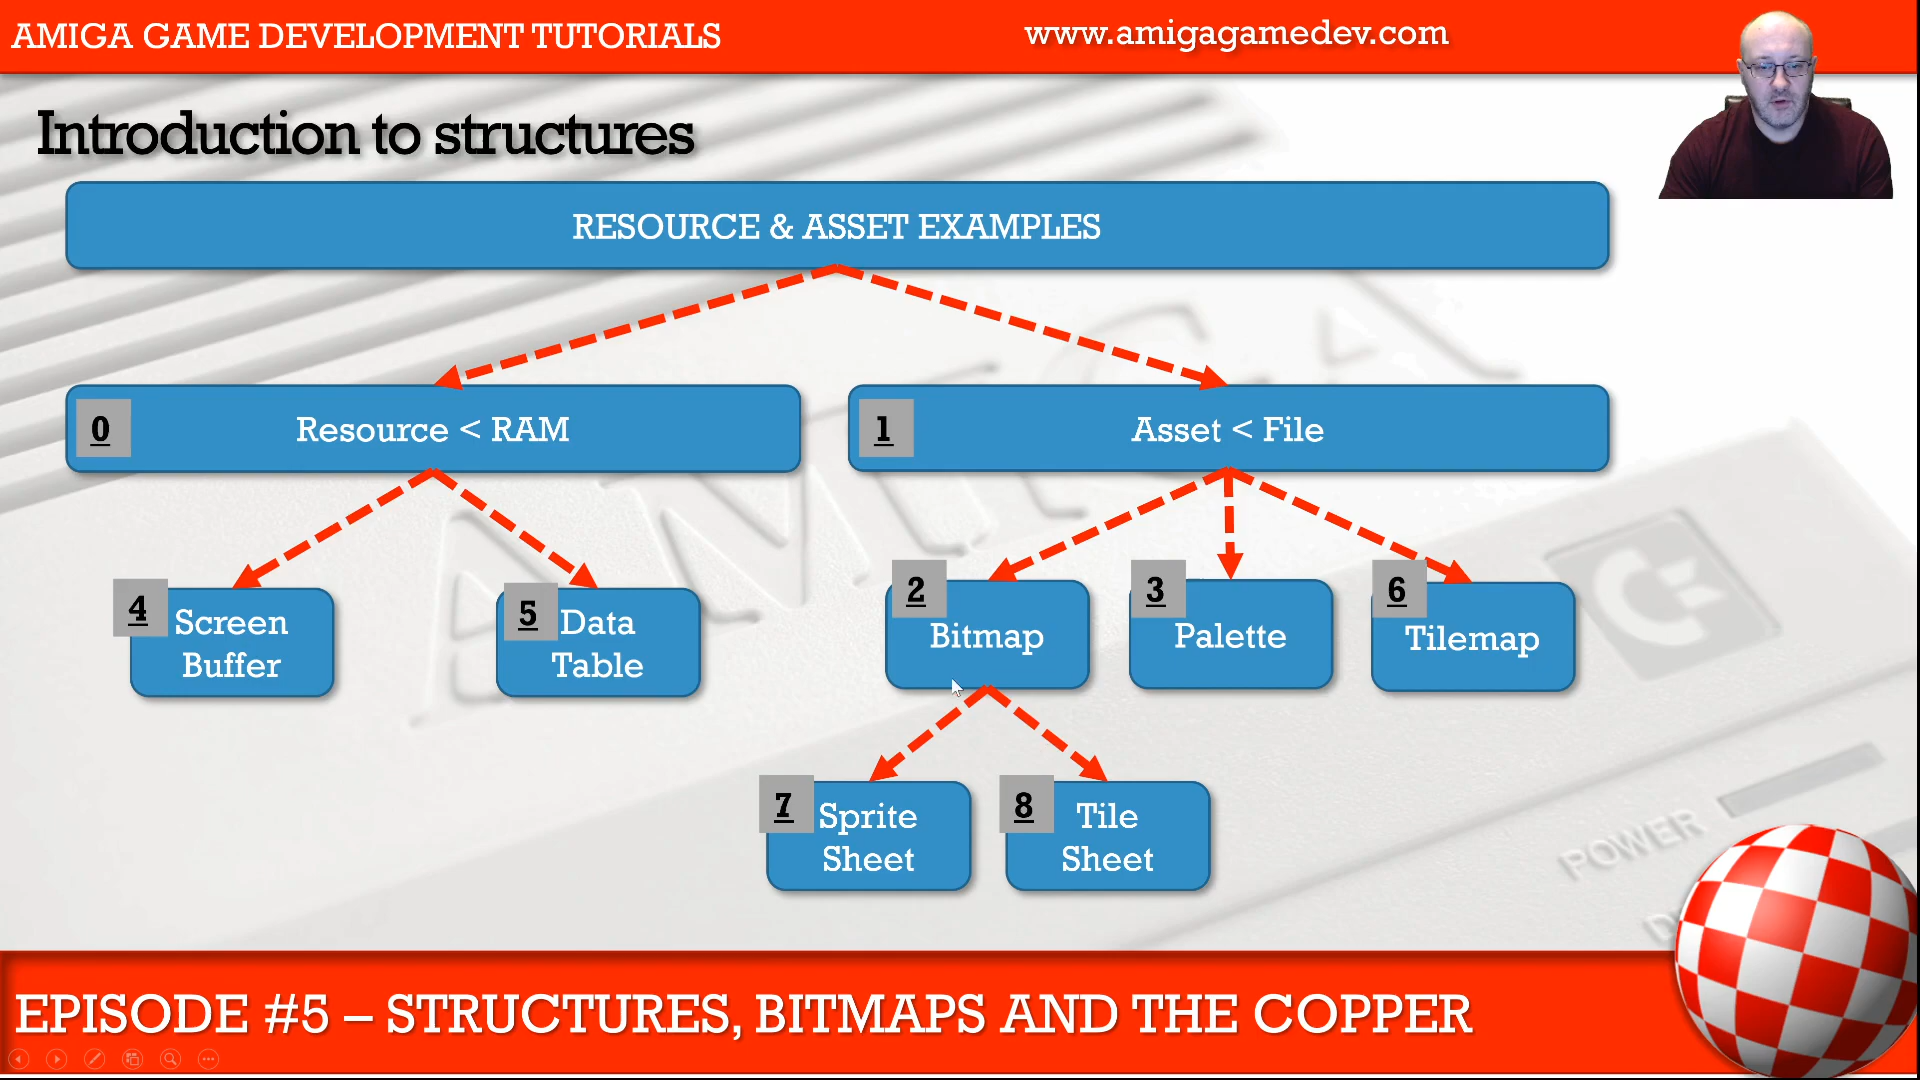 AMIGA GAME DEVELOPMENT TUTORIALS
www.amigagamedev.com
Introduction to structures
RESOURCE & ASSET EXAMPLES
0
Resource < RAM
1
Asset < File
4
Screen
Buffer
5
Data
Table
2
Bitmap
3
Palette
6
Tilemap
7
Sprite
Sheet
8
Tile
Sheet
AMIGA
POWER
EPISODE #5 – STRUCTURES, BITMAPS AND THE COPPER